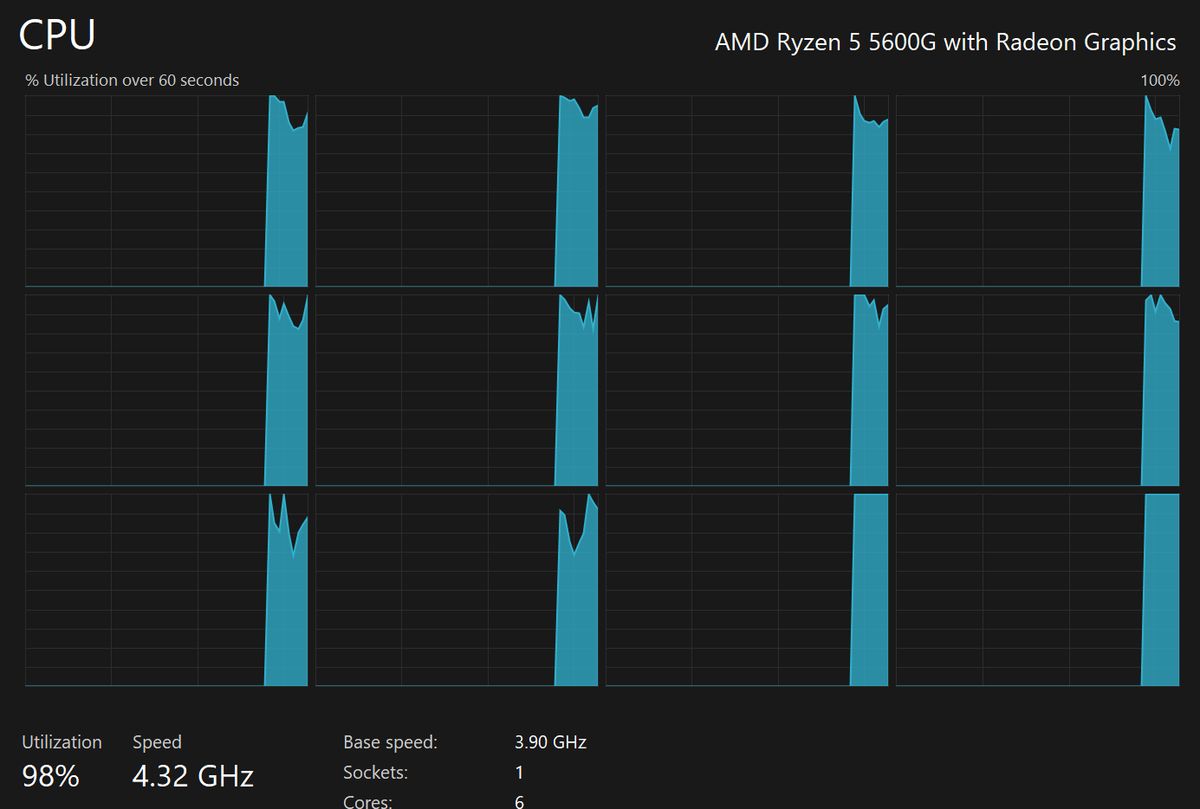 CPU
AMD Ryzen 5 5600G with Radeon Graphics
% Utilization over 60 seconds
100%
Utilization Speed Base speed: 3.90 GHz
98% 4.32 GHz Sockets: 1
Cores: 6